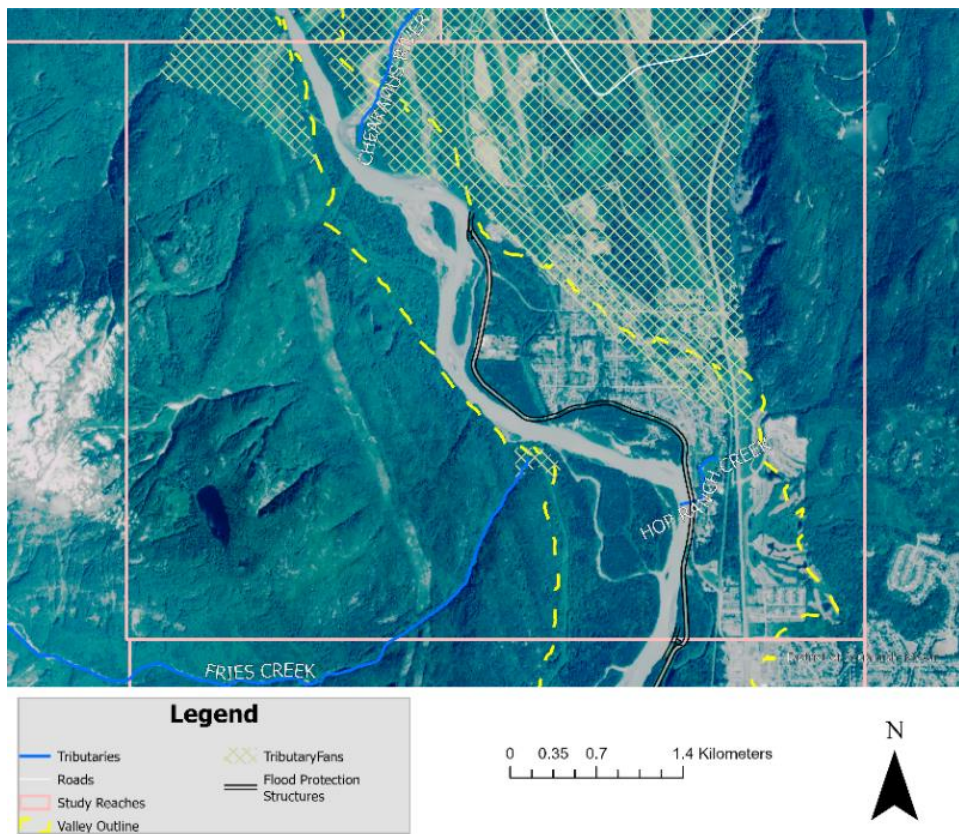 CHEAKAMUS RIVER
HOP RANCH CREEK
FRIES CREEK
Legend
Tributaries
Roads
Study Reaches
Valley Outline
TributaryFans
Flood Protection
Structures
0 0.35 0.7 1.4 Kilometers
N